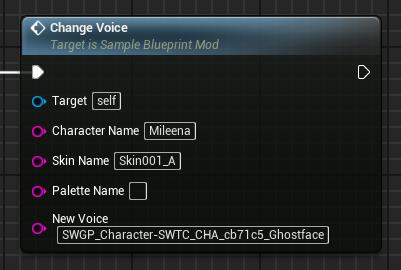 Change Voice
Target is Sample Blueprint Mod
Target self
Character Name Mileena
Skin Name Skin001_A
Palette Name
New Voice
SWGP_Character-SWTC_CHA_cb71c5_Ghostface